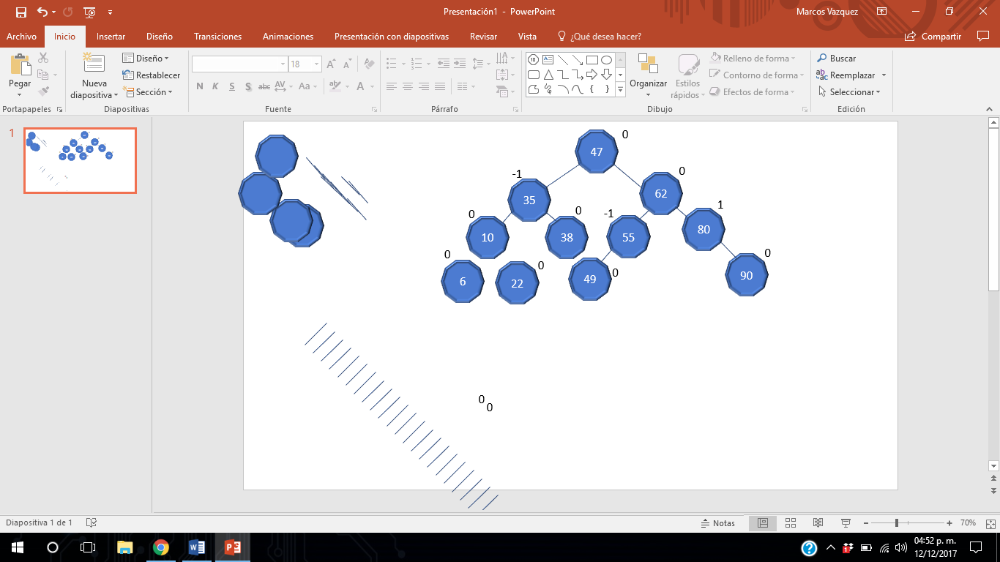 Presentación1 - PowerPoint
Marcos Vazquez
Archivo
Inicio
Insertar
Diseño
Transiciones
Animaciones
Presentación con diapositivas
Revisar
Vista
¿Qué desea hacer?
Compartir
Pegar
Portapapeles
Nueva
diapositiva
Diseño
Restablecer
Sección
Diapositivas
18
N K S S abc AV Aa A
Fuente
Párrafo
Organizar
Estilos
rápidos
Relleno de forma
Contorno de forma
Efectos de forma
Dibujo
Buscar
Reemplazar
Seleccionar
Edición
1
47
0
-1
35
0
62
0
10
0
38
-1
55
1
80
0
6
0
22
49
0
0
90
0
0
Diapositiva 1 de 1
Notas
70%
04:52 p. m.
12/12/2017